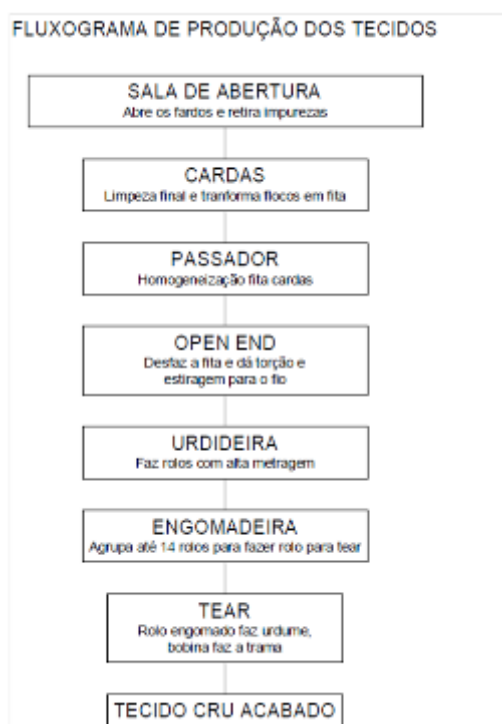 FLUXOGRAMA DE PRODUÇÃO DOS TECIDOS
SALA DE ABERTURA
Abre os fardos e retira impurezas
CARDAS
Limpeza final e tranforma flocos em fita
PASSADOR
Homogeneização fita cardas
OPEN END
Desfaz a fita e dá torção e
estiragem para o fio
URDIDEIRA
Faz rolos com alta metragem
ENGOMADEIRA
Agrupa até 14 rolos para fazer rolo para tear
TEAR
Rolo engomado faz urdume,
bobina faz a trama
TECIDO CRU ACABADO